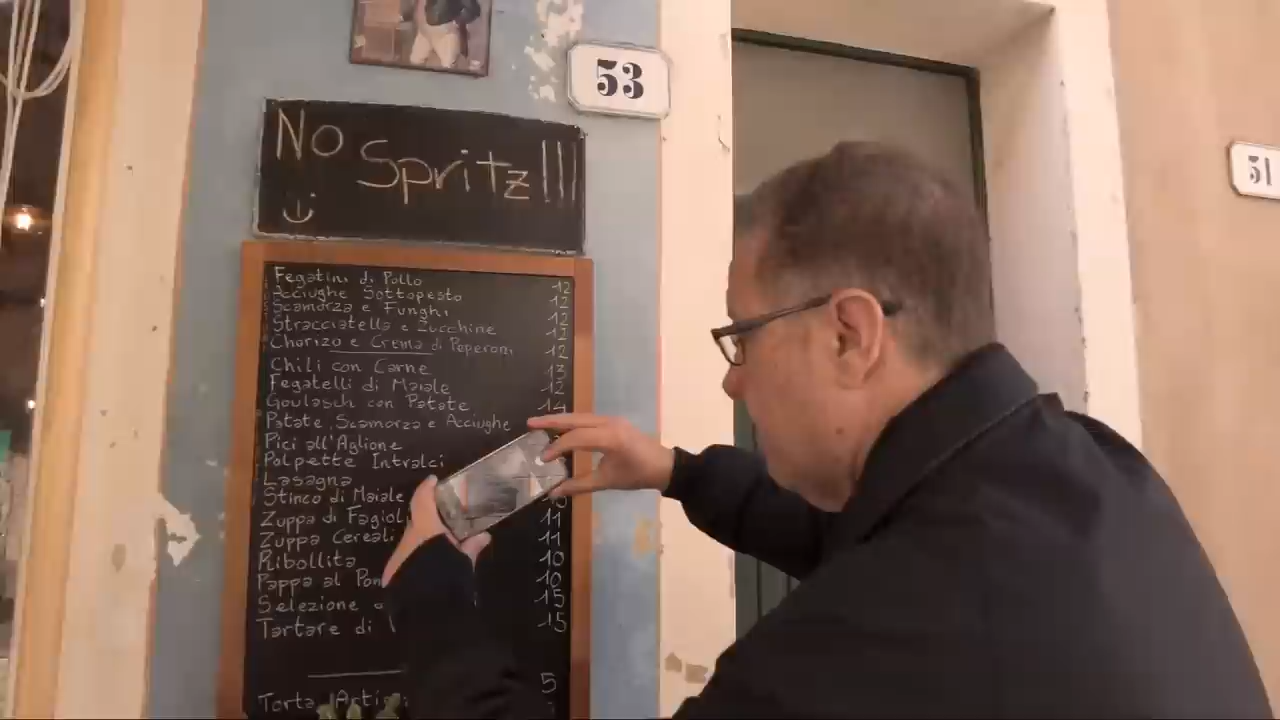 53
No Spritz!!!
51
Fegatini di Pollo 12
Acciughe Sottopesto 12
Scamorza e Funghi 12
Stracciatella e Zucchine 12
Chorizo e Crema di Peperoni 12
Chili con Carne 13
Fegatelli di Maiale 12
Goulasch con Patate 14
Patate, Scamorza e Acciughe
Pici all'Aglione
Polpette Intralci
Lasagna
Stinco di Maiale
Zuppa di Fagioli 11
Zuppa Cereali 11
Ribollita 10
Pappa al 10
Selezione 15
Tartare di 15
Torta 5